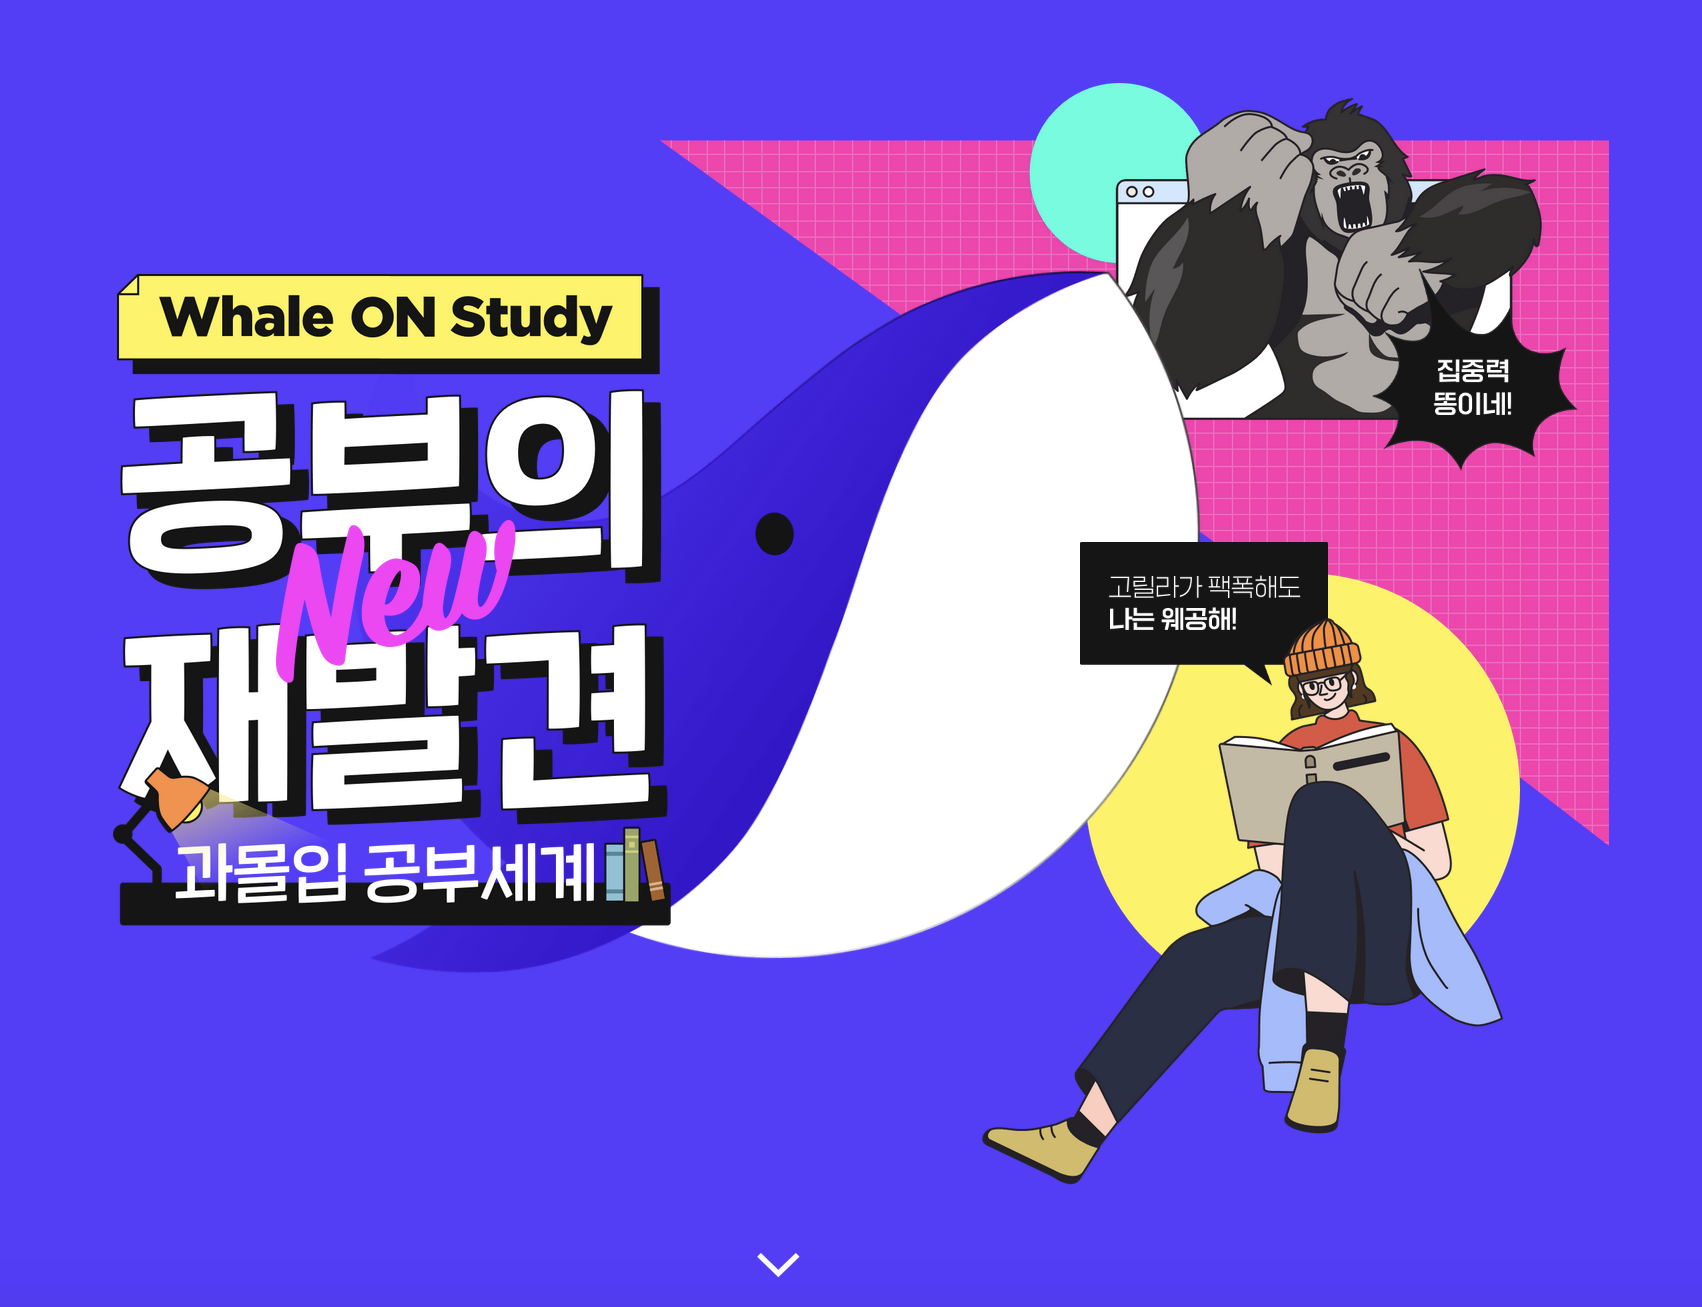 Whale ON Study
공부의
New
재발견
과몰입 공부세계
집중력
똥이네!
고릴라가 팩폭해도
나는 웨공해!